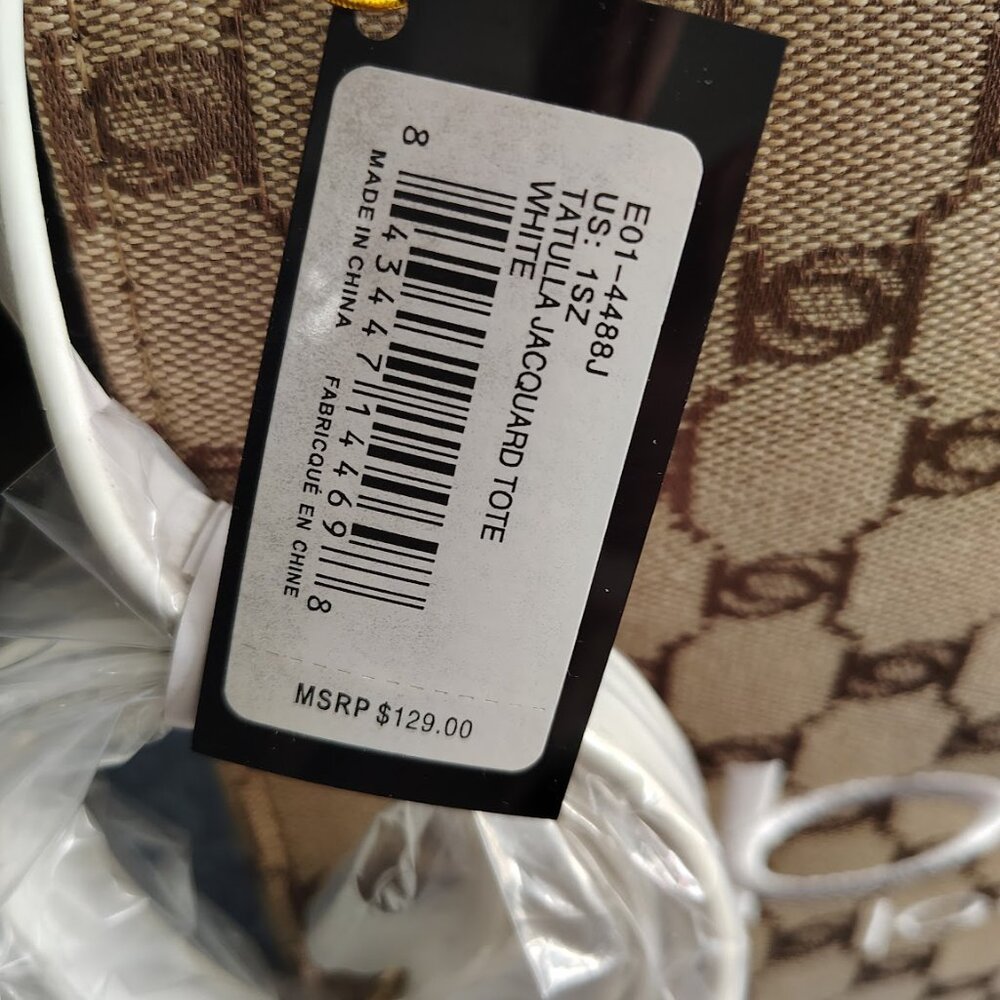 E01-4488J
US: 1SZ
TATULLA JACQUARD TOTE
WHITE
8 43447 14469 8
MADE IN CHINA FABRIQUÉ EN CHINE
MSRP $129.00